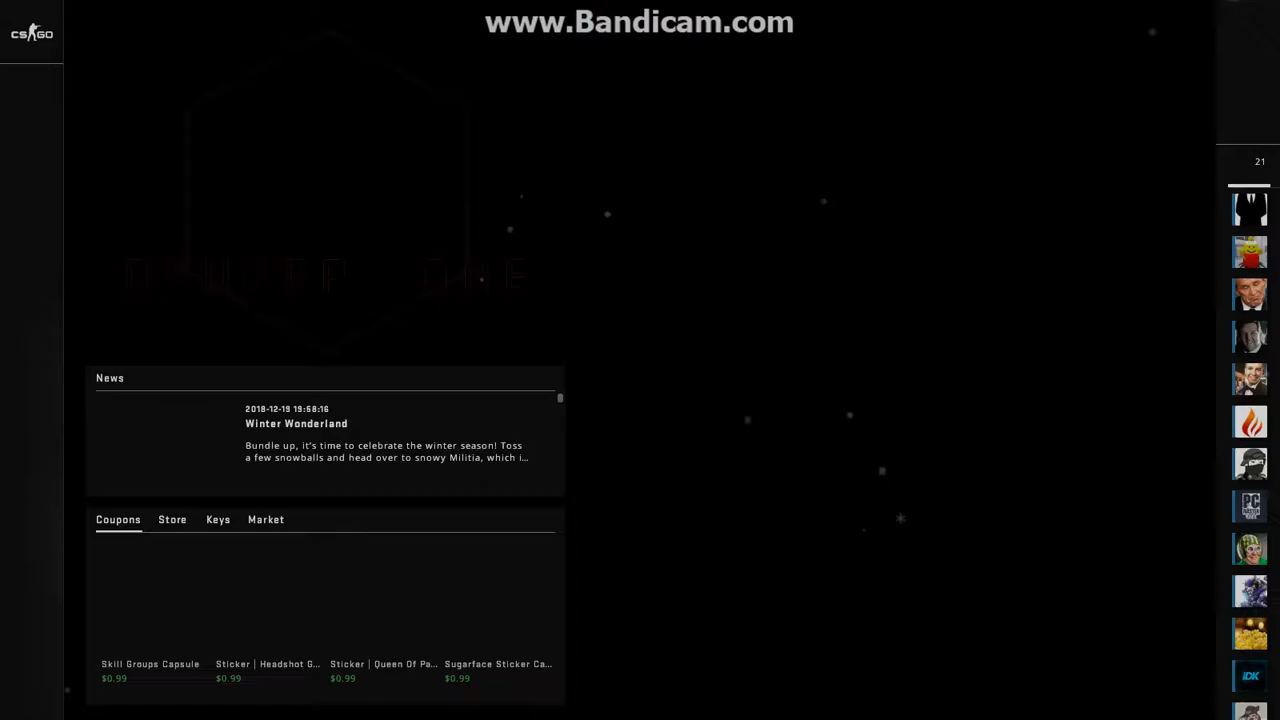 www.Bandicam.com
CS GO
21
News
2018-12-19 19:58:16
Winter Wonderland
Bundle up, it's time to celebrate the winter season! Toss
a few snowballs and head over to snowy Militia, which i...
Coupons Store Keys Market
Skill Groups Capsule Sticker | Headshot G... Sticker | Queen Of Pa... Sugarface Sticker Ca...
$0.99 $0.99 $0.99 $0.99
IDK